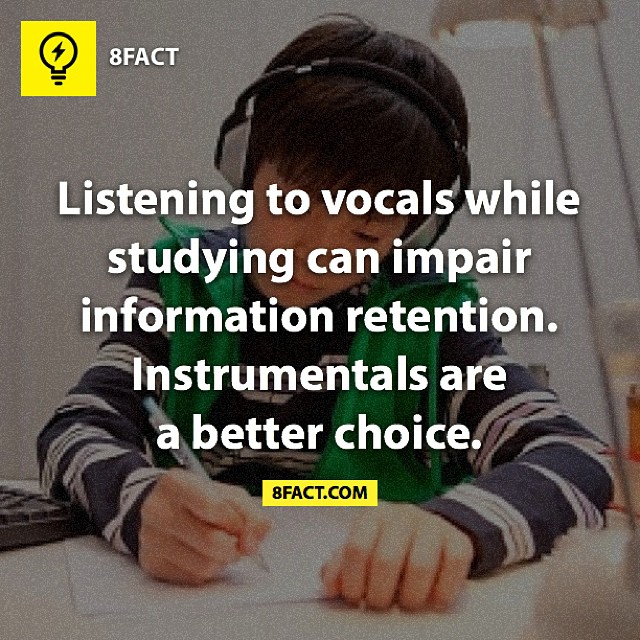 8FACT
Listening to vocals while
studying can impair
information retention.
Instrumentals are
a better choice.
8FACT.COM